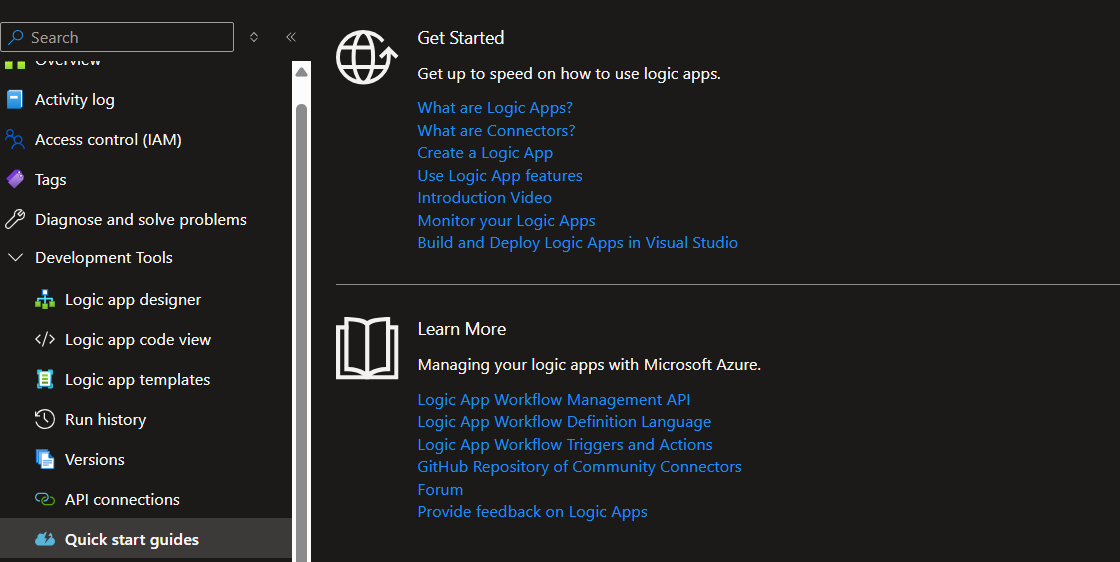 Search
Overview
Activity log
Access control (IAM)
Tags
Diagnose and solve problems
Development Tools
Logic app designer
Logic app code view
Logic app templates
Run history
Versions
API connections
Quick start guides
Get Started
Get up to speed on how to use logic apps.
What are Logic Apps?
What are Connectors?
Create a Logic App
Use Logic App features
Introduction Video
Monitor your Logic Apps
Build and Deploy Logic Apps in Visual Studio
Learn More
Managing your logic apps with Microsoft Azure.
Logic App Workflow Management API
Logic App Workflow Definition Language
Logic App Workflow Triggers and Actions
GitHub Repository of Community Connectors
Forum
Provide feedback on Logic Apps